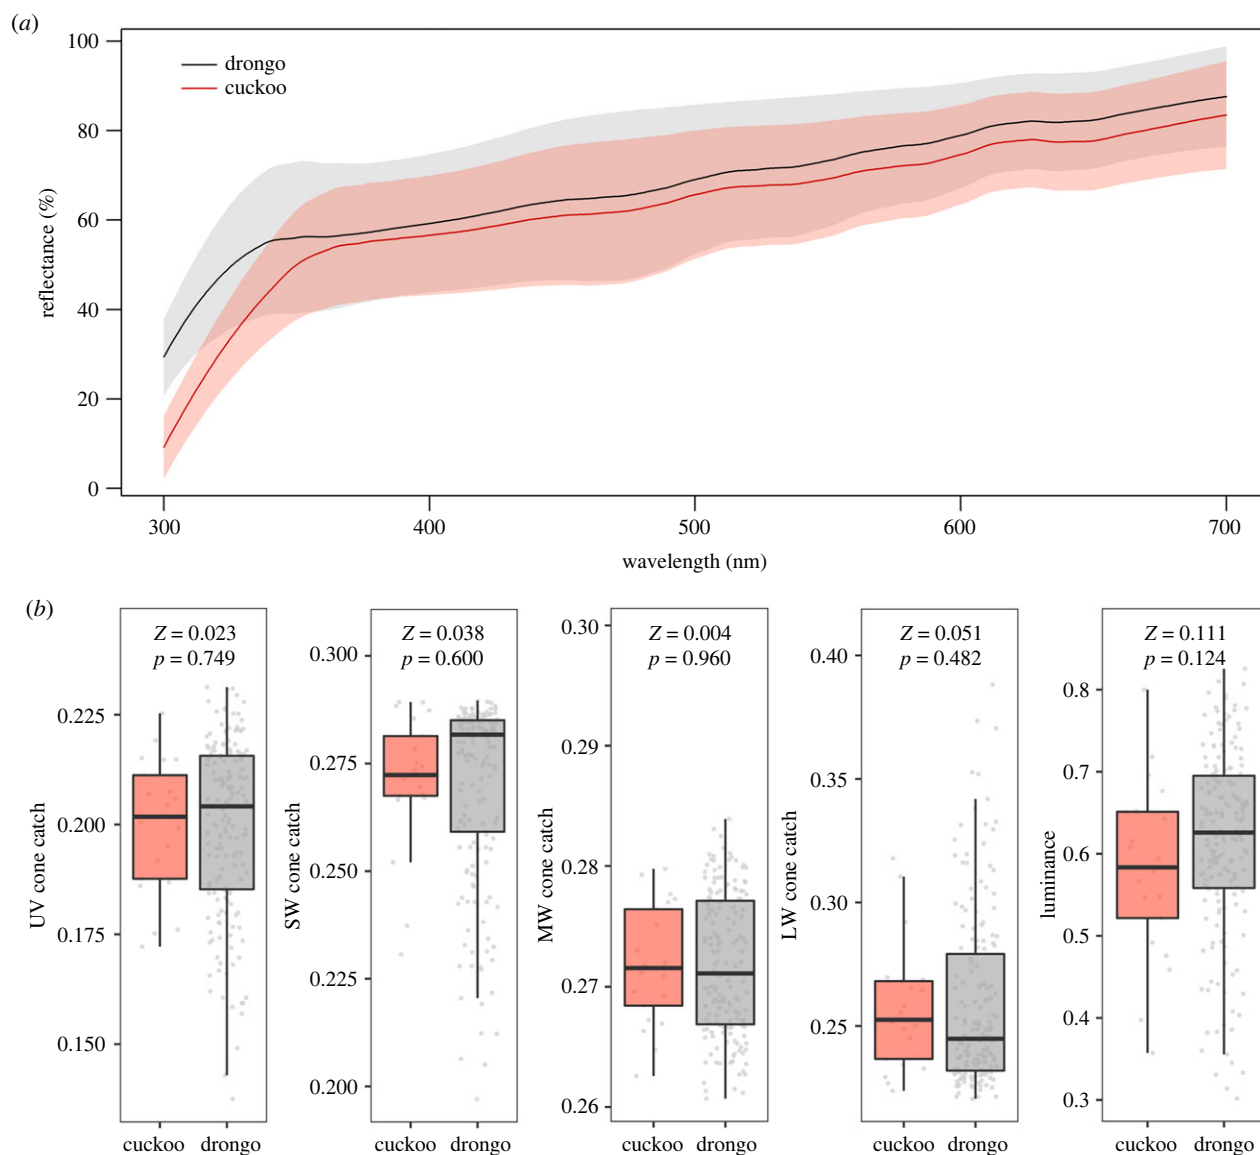 (a)
100
80
60
40
20
0
reflectance (%)
drongo
cuckoo
300
400
500
600
700
wavelength (nm)
(b)
Z = 0.023
p = 0.749
0.225
0.200
0.175
0.150
UV cone catch
cuckoo
drongo
Z = 0.038
p = 0.600
0.300
0.275
0.250
0.225
0.200
SW cone catch
cuckoo
drongo
Z = 0.004
p = 0.960
0.30
0.29
0.28
0.27
0.26
MW cone catch
cuckoo
drongo
Z = 0.051
p = 0.482
0.40
0.35
0.30
0.25
LW cone catch
cuckoo
drongo
Z = 0.111
p = 0.124
0.8
0.7
0.6
0.5
0.4
0.3
luminance
cuckoo
drongo